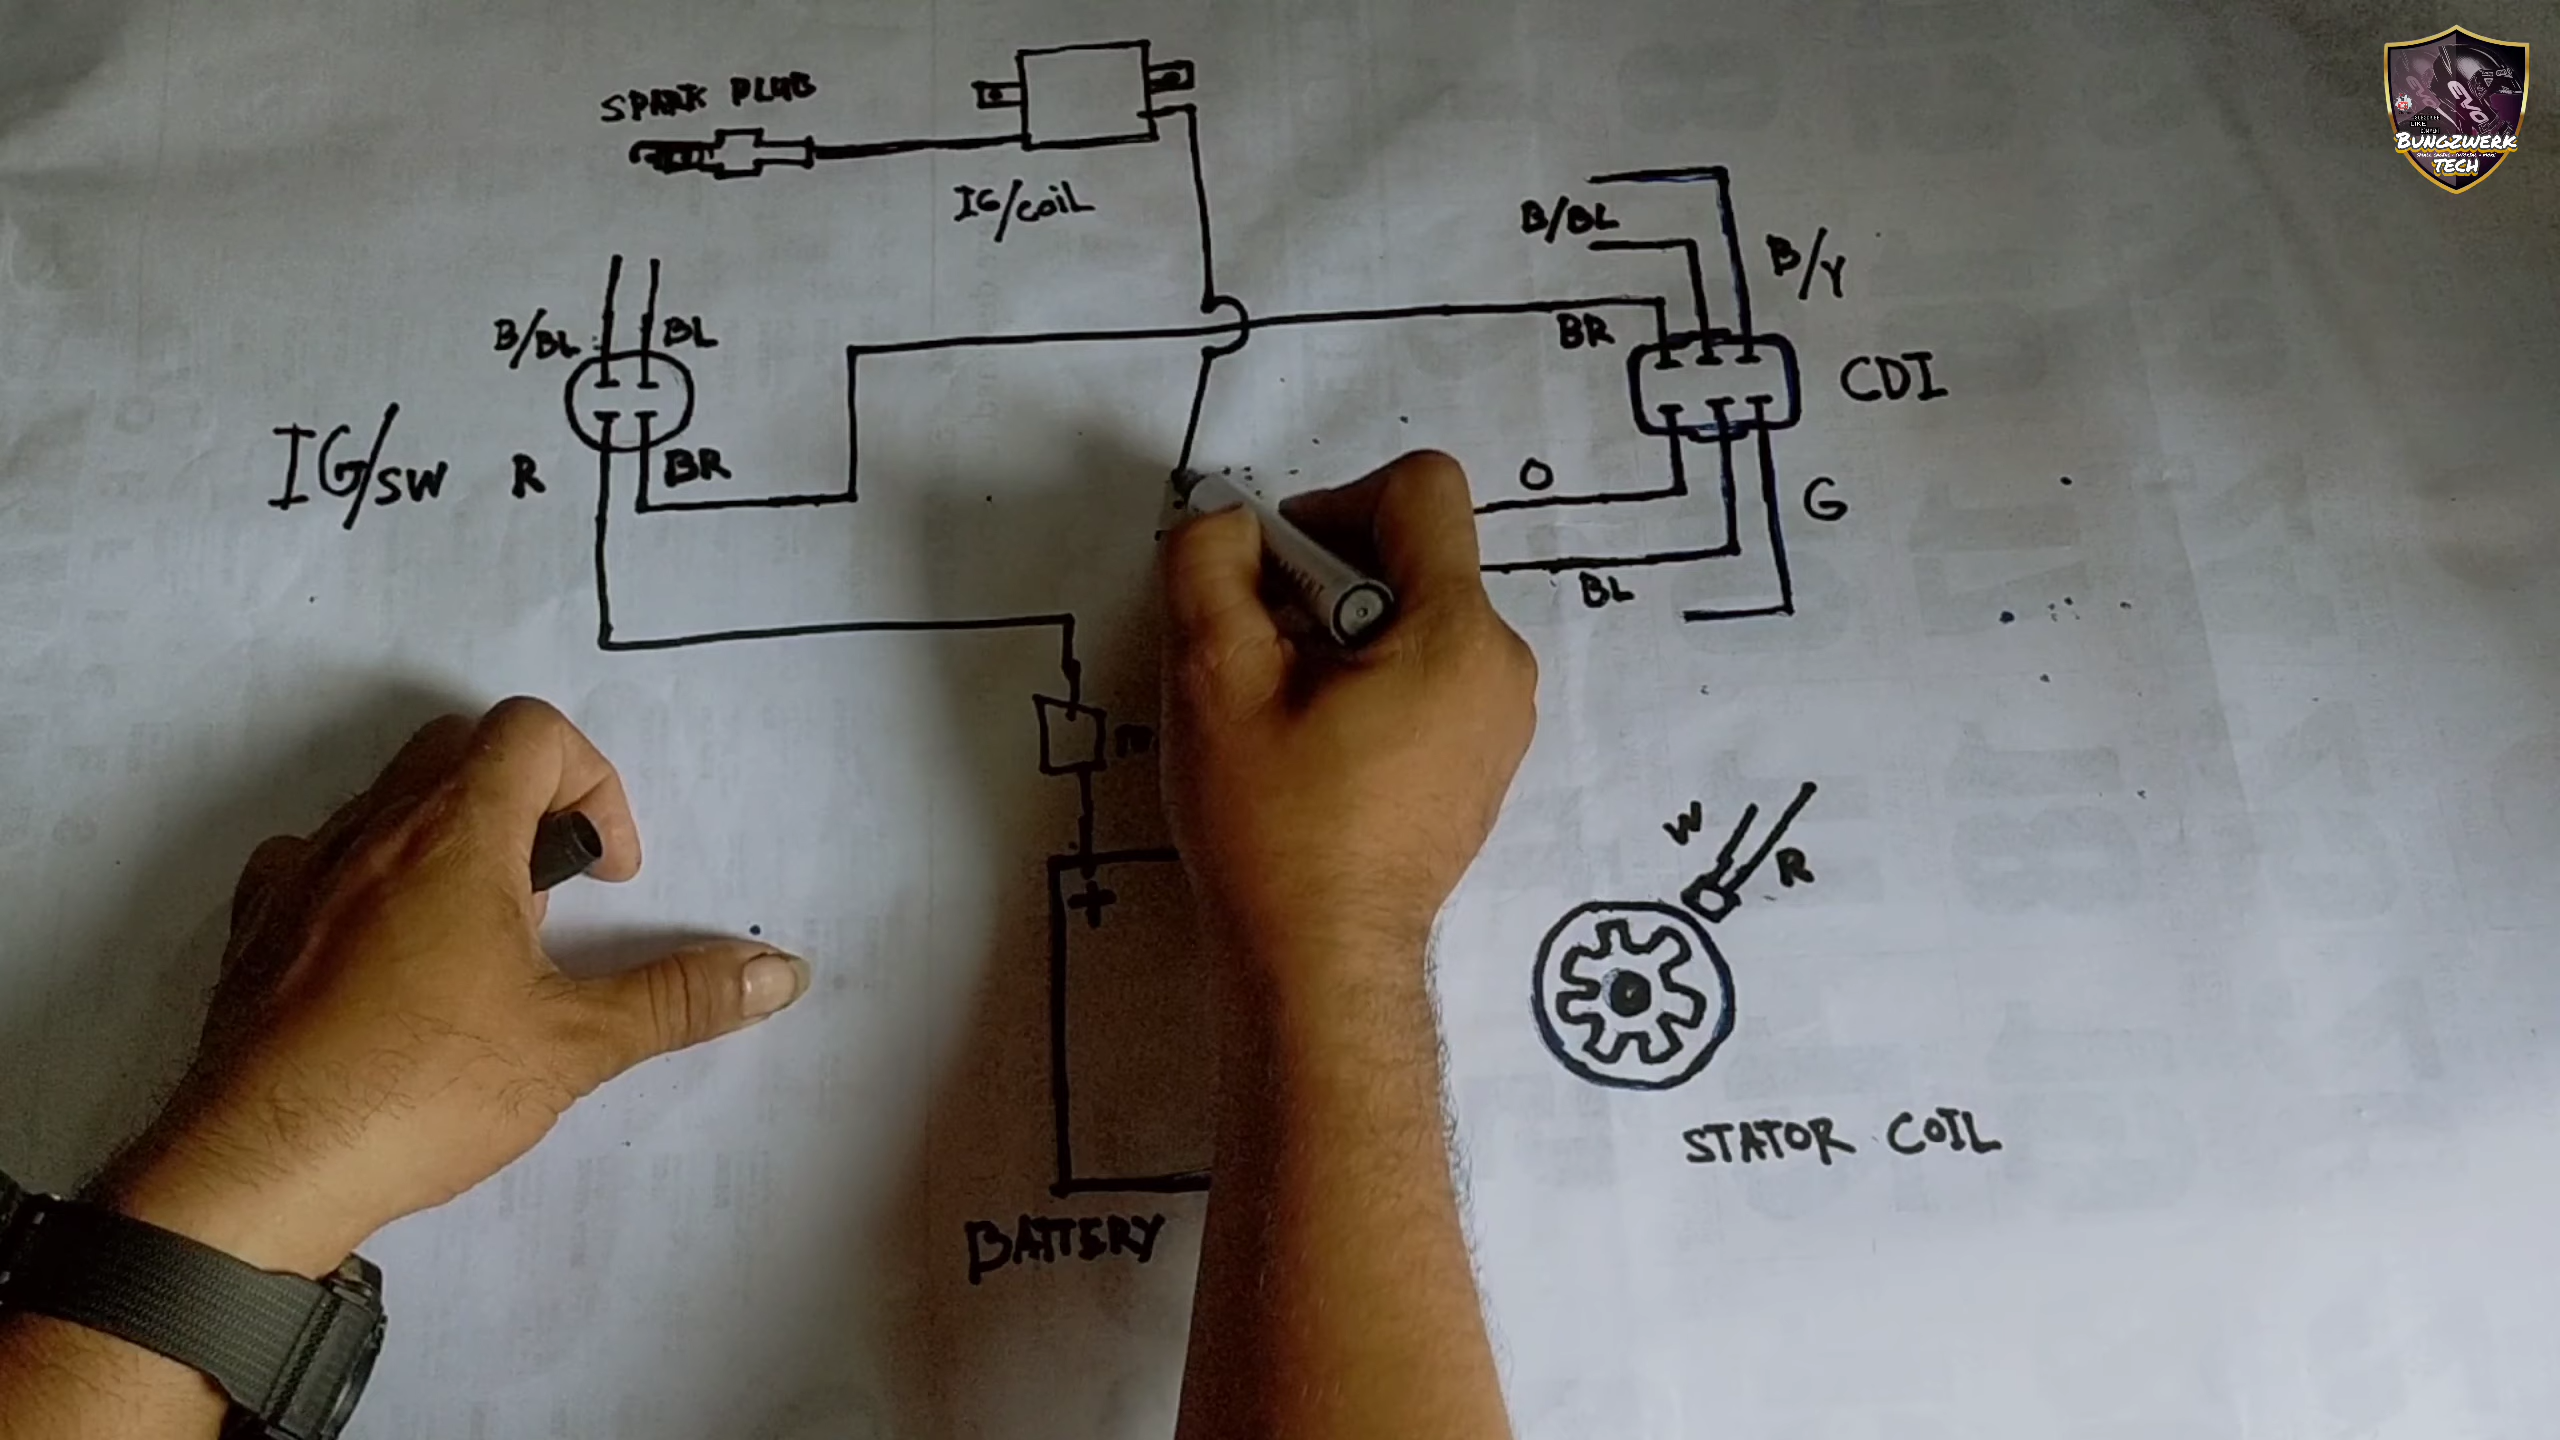 SPARK PLUG
IG/COIL
B/BL
B/Y
B/BL
BL
BR
CDI
IG/SW
R
BR
O
G
BL
W
R
+
STATOR COIL
BATTERY
BUNGZWERK
TECH